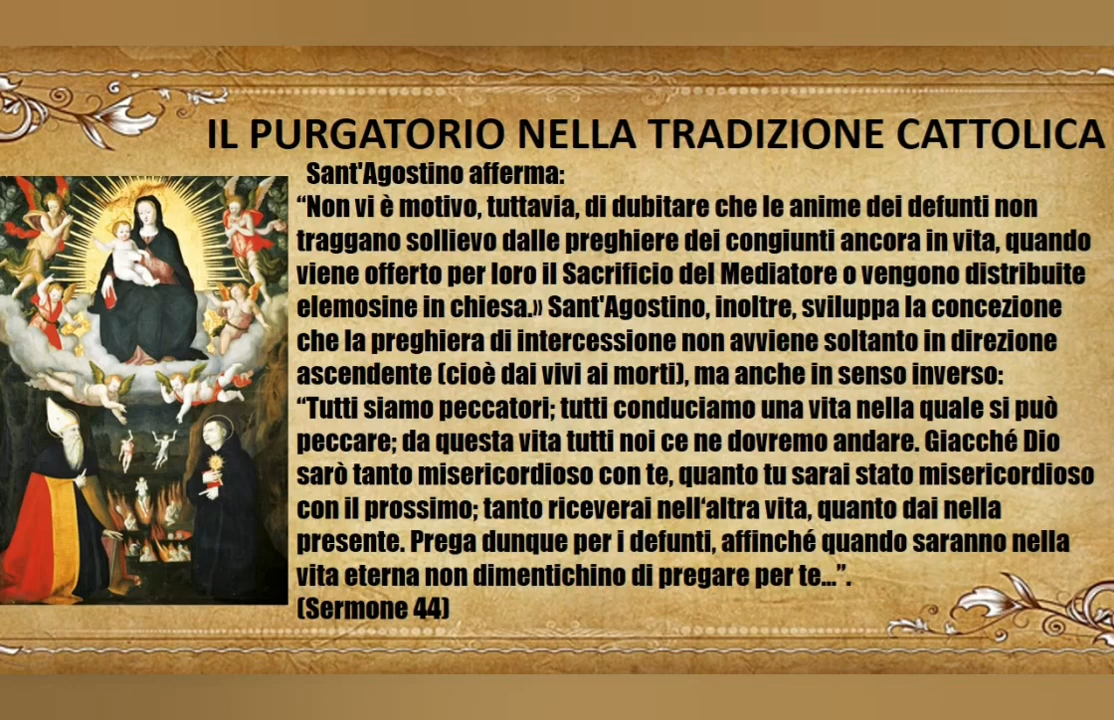 IL PURGATORIO NELLA TRADIZIONE CATTOLICA
Sant'Agostino afferma:
“Non vi è motivo, tuttavia, di dubitare che le anime dei defunti non
traggano sollievo dalle preghiere dei congiunti ancora in vita, quando
viene offerto per loro il Sacrificio del Mediatore o vengono distribuite
elemosine in chiesa.» Sant'Agostino, inoltre, sviluppa la concezione
che la preghiera di intercessione non avviene soltanto in direzione
ascendente (cioè dai vivi ai morti), ma anche in senso inverso:
“Tutti siamo peccatori; tutti conduciamo una vita nella quale si può
peccare; da questa vita tutti noi ce ne dovremo andare. Giacché Dio
sarò tanto misericordioso con te, quanto tu sarai stato misericordioso
con il prossimo; tanto riceverai nell‘altra vita, quanto dai nella
presente. Prega dunque per i defunti, affinché quando saranno nella
vita eterna non dimentichino di pregare per te...”.
(Sermone 44)